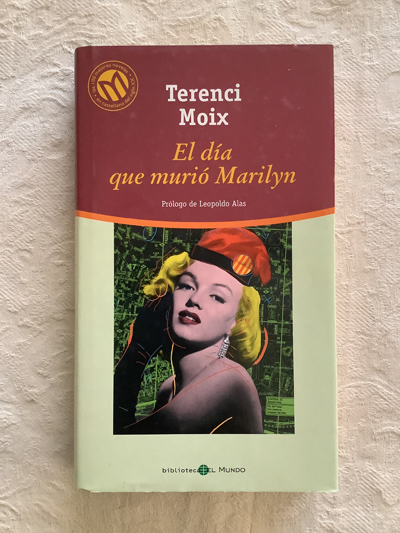 Terenci
Moix
El día
que murió Marilyn
Prólogo de Leopoldo Alas
biblioteca EL MUNDO